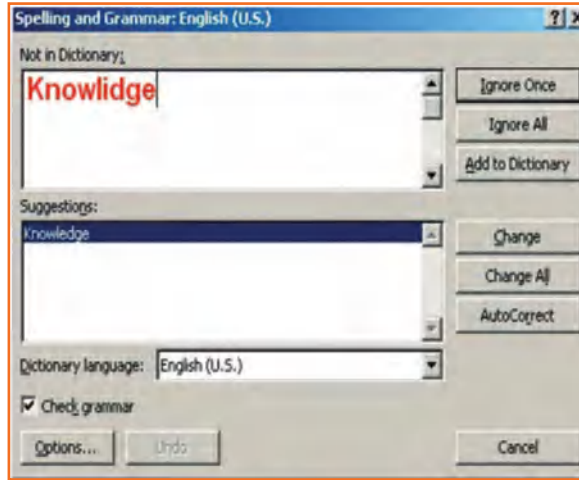 Spelling and Grammar: English (U.S.)
Not in Dictionary:
Knowlidge
Ignore Once
Ignore All
Add to Dictionary
Suggestions:
Knowledge
Change
Change All
AutoCorrect
Dictionary language: English (U.S.)
Check grammar
Options... Undo Cancel